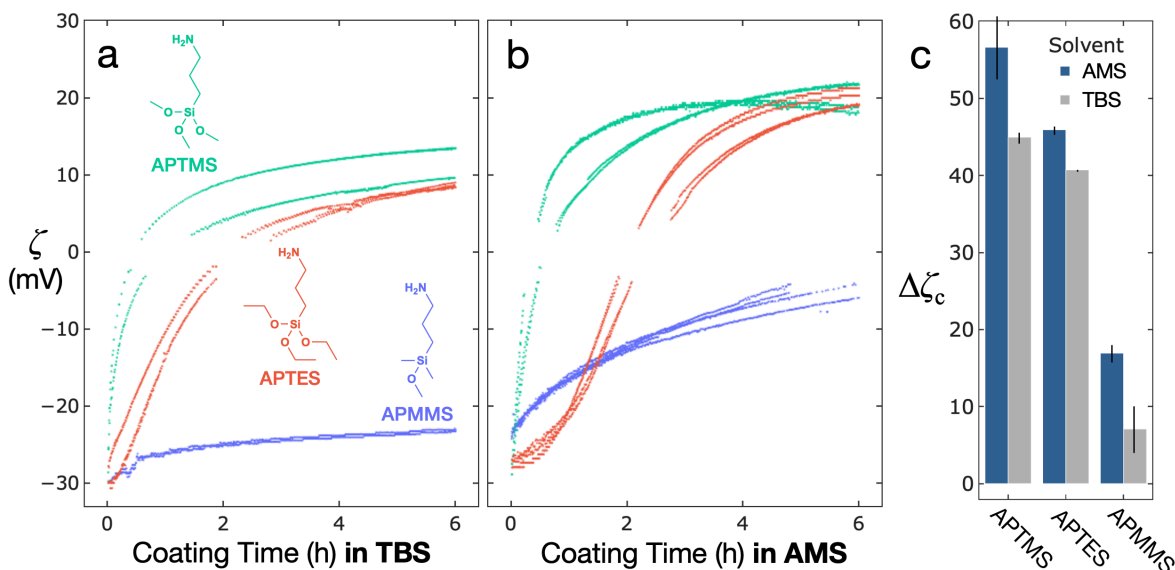 30
20
10
0
−10
−20
−30
ζ
(mV)
a
H₂N
Si
O
O
O
APTMS
H₂N
O
Si
O
O
APTES
H₂N
Si
O
APMMS
0
2
4
6
Coating Time (h) in TBS
b
0
2
4
6
Coating Time (h) in AMS
c
60
50
40
30
20
10
0
Δζc
Solvent
AMS
TBS
APTMS
APTES
APMMS